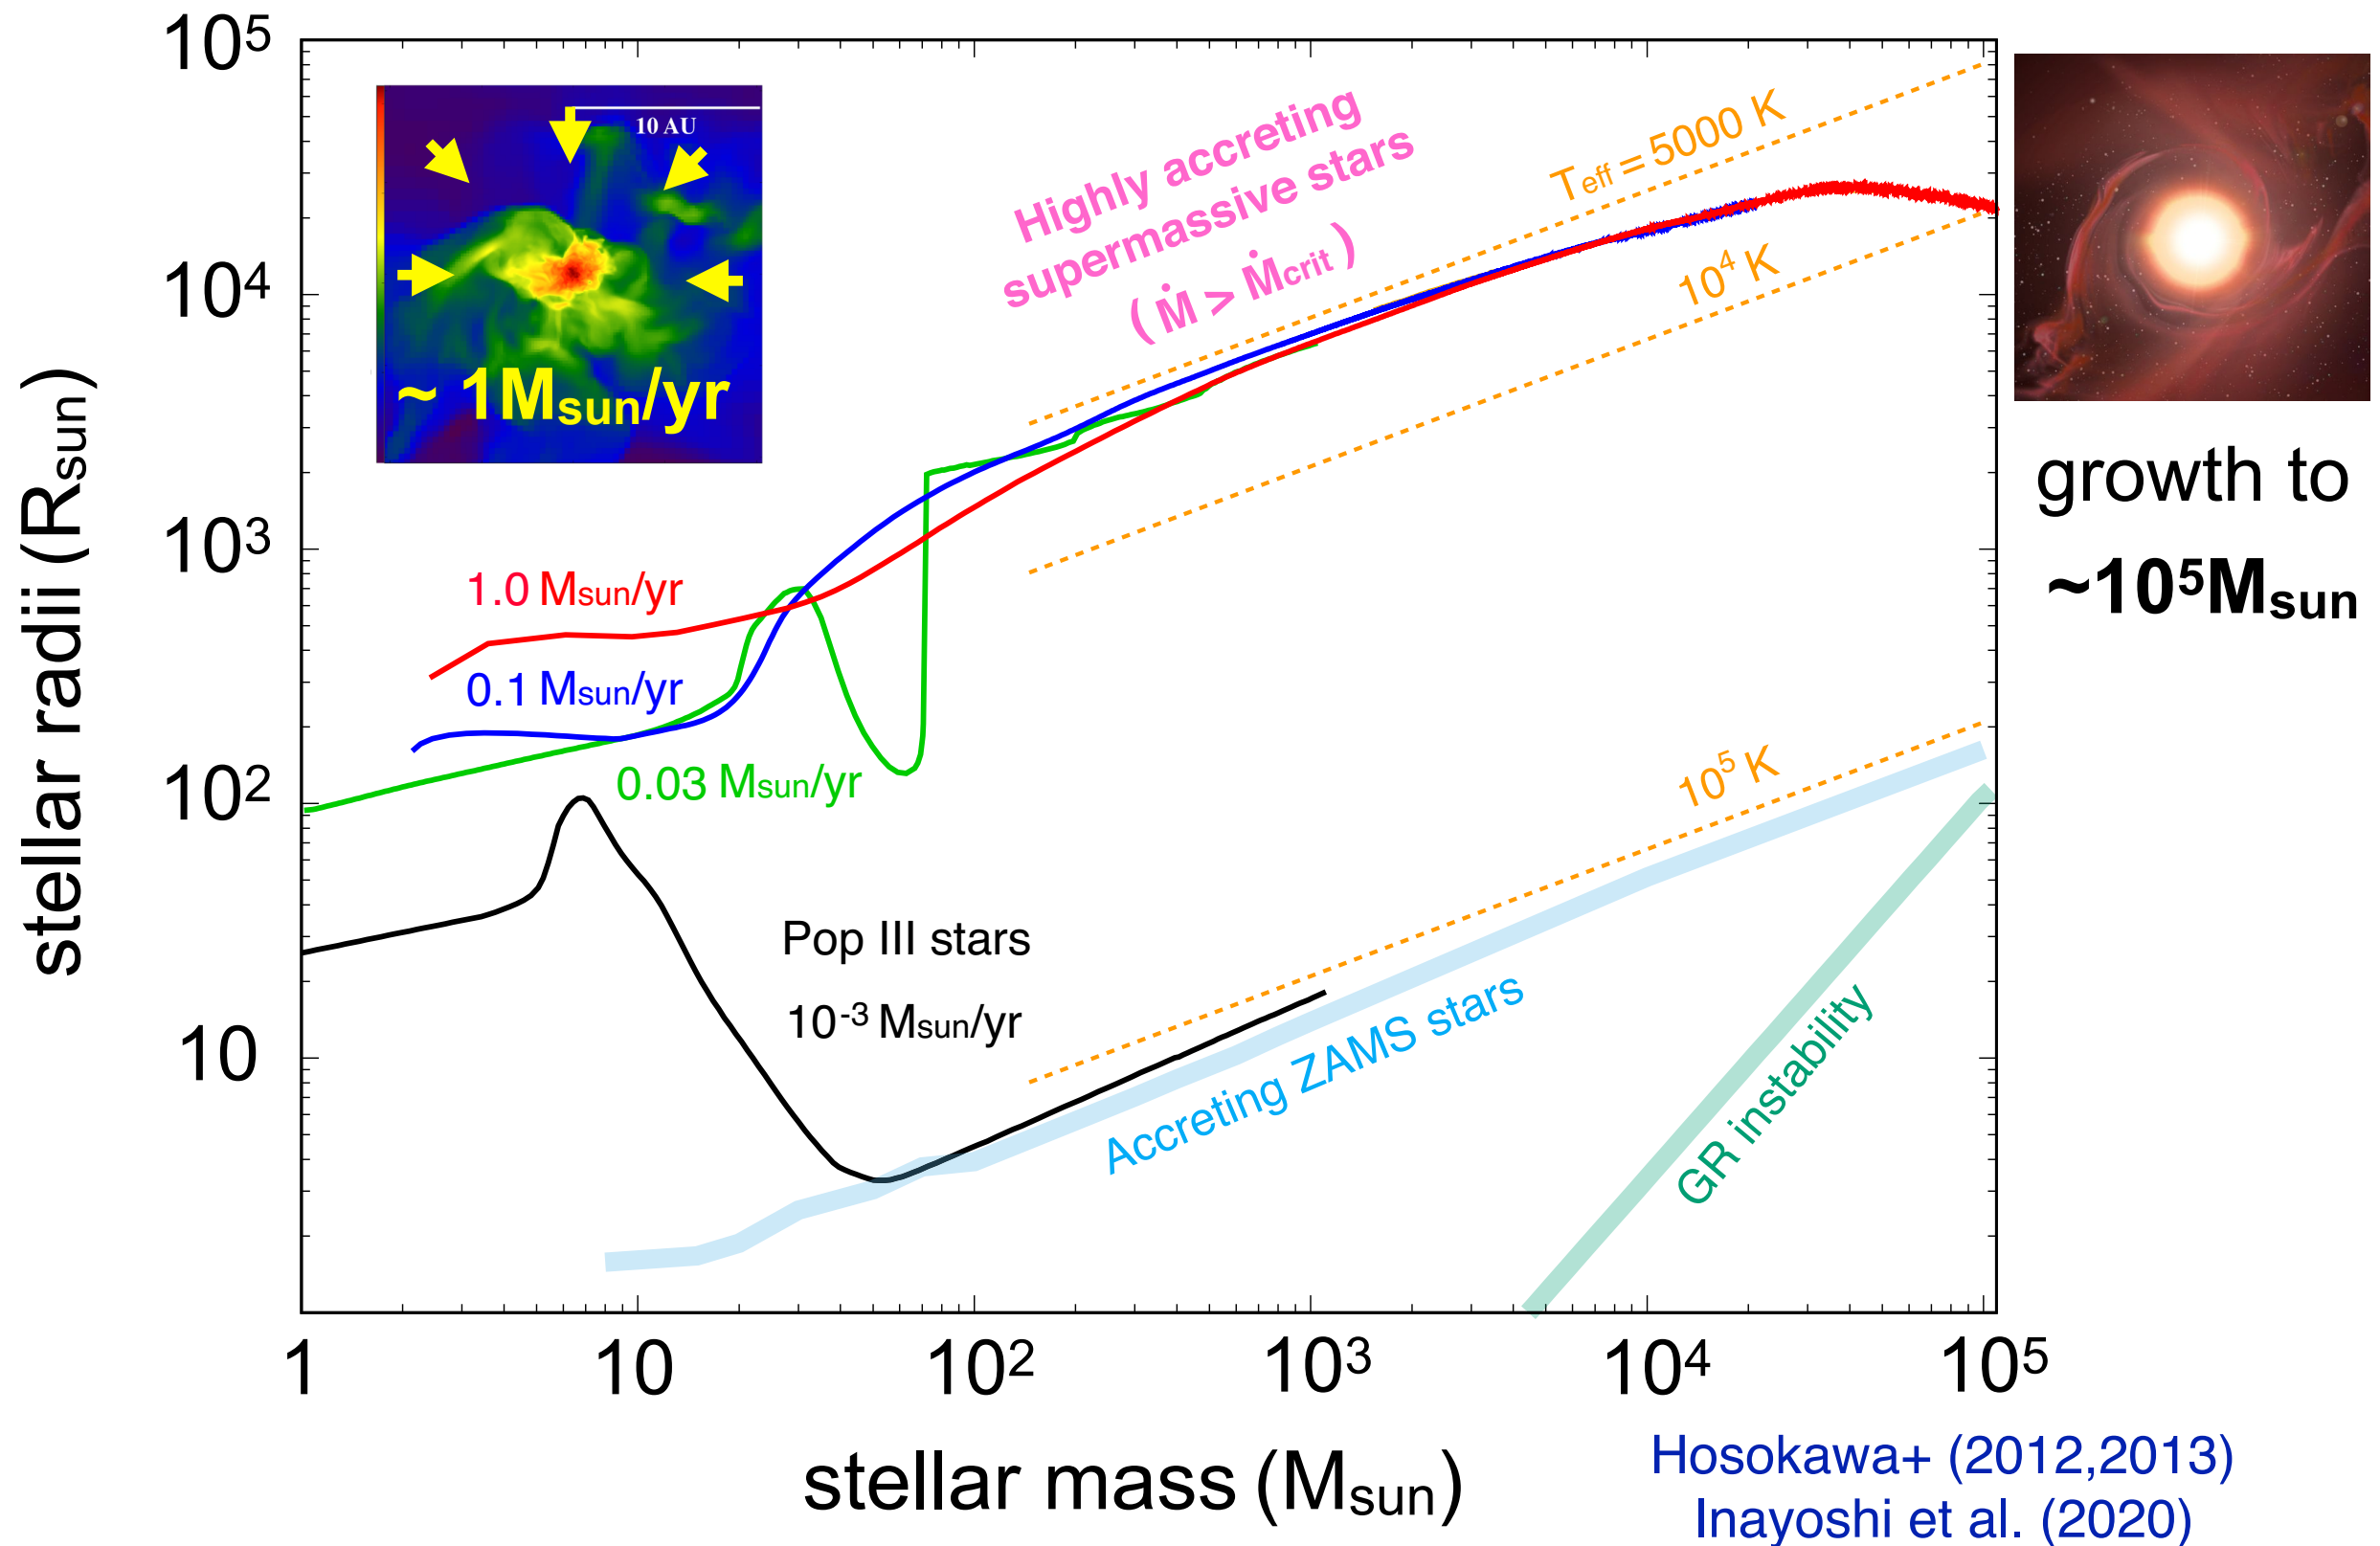 10⁵
10⁴
10³
10²
10
stellar radii (Rsun)
10 AU
~ 1Msun/yr
Highly accreting
supermassive stars
( Ṁ > Ṁcrit )
Teff = 5000 K
10⁴ K
1.0 Msun/yr
0.1 Msun/yr
0.03 Msun/yr
10⁵ K
Pop III stars
10⁻³ Msun/yr
Accreting ZAMS stars
GR instability
growth to
~10⁵Msun
1
10
10²
10³
10⁴
10⁵
stellar mass (Msun)
Hosokawa+ (2012,2013)
Inayoshi et al. (2020)